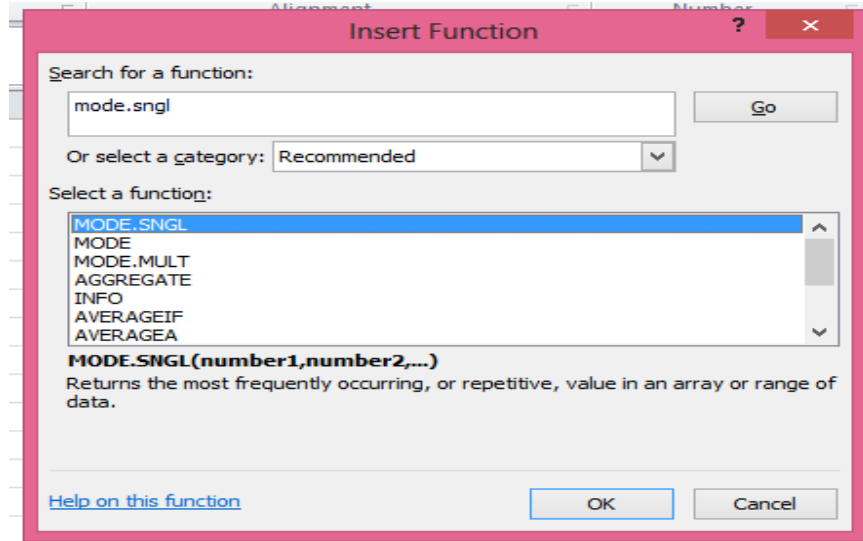 Alignment
Number
Insert Function
?
Search for a function:
mode.sngl
Go
Or select a category: Recommended
Select a function:
MODE.SNGL
MODE
MODE.MULT
AGGREGATE
INFO
AVERAGEIF
AVERAGEA
MODE.SNGL(number1,number2,...)
Returns the most frequently occurring, or repetitive, value in an array or range of
data.
Help on this function
OK
Cancel